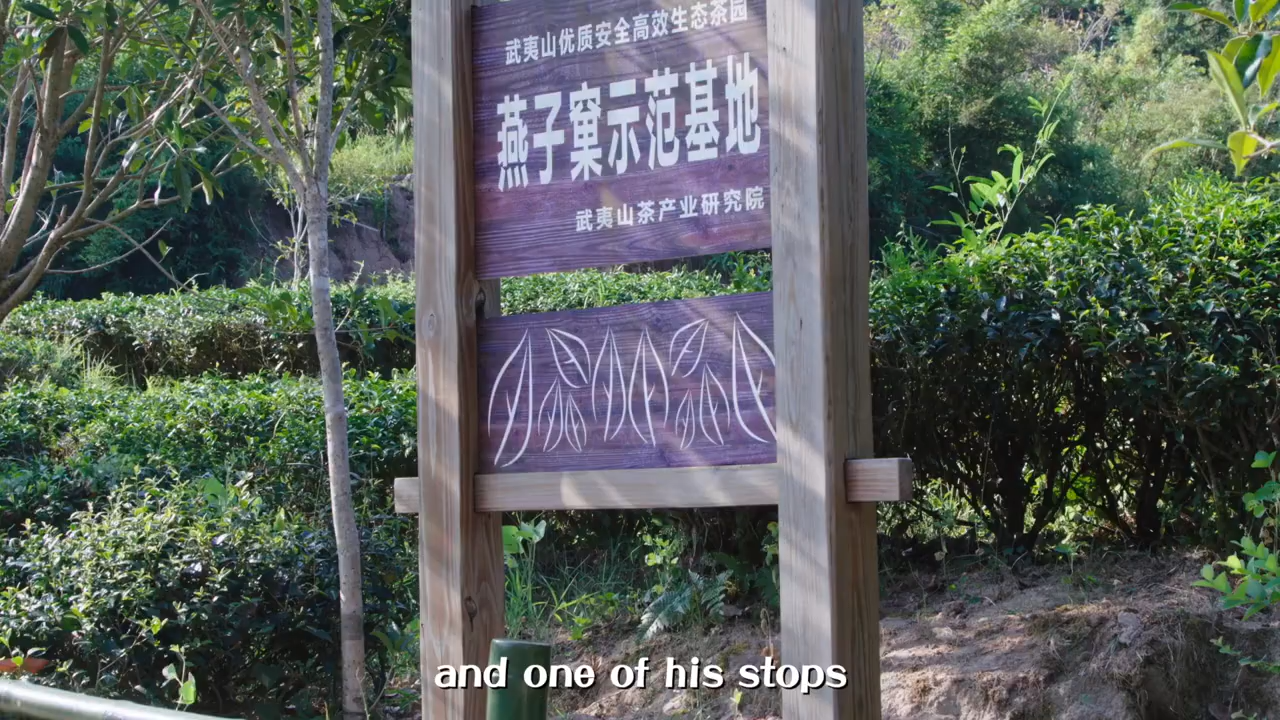 武夷山优质安全高效生态茶园
燕子窠示范基地
武夷山茶产业研究院
and one of his stops